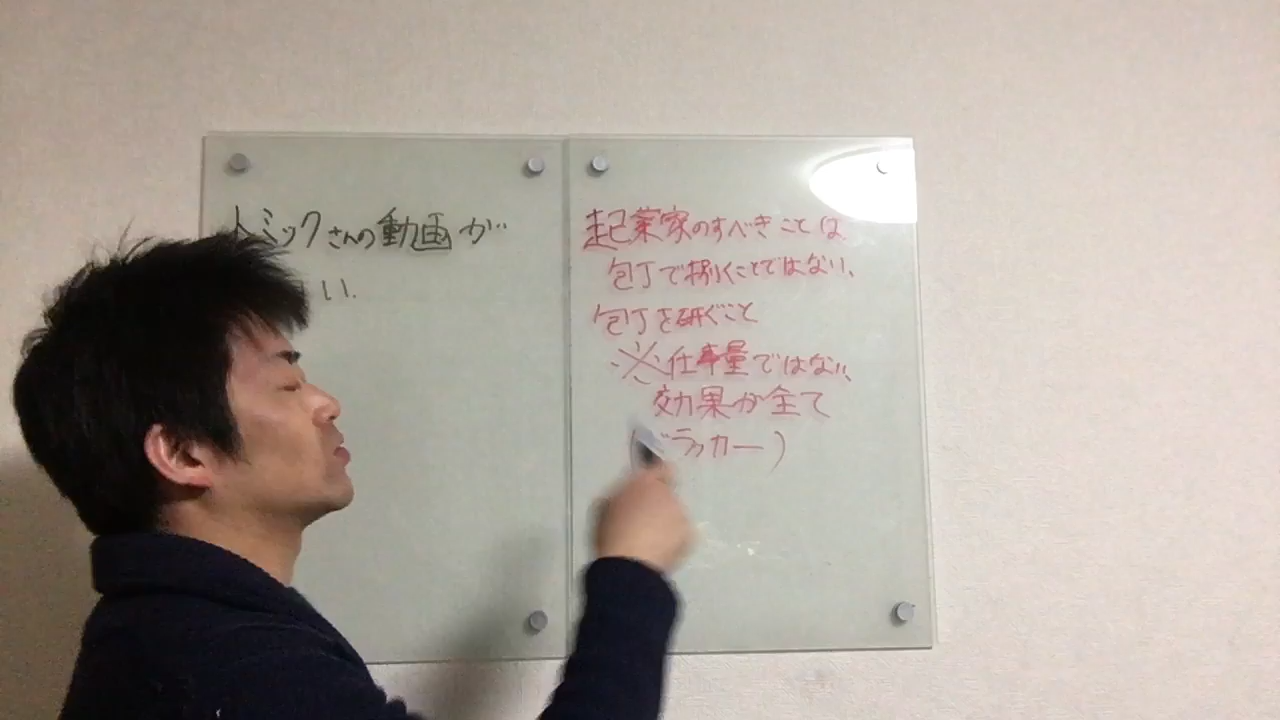 トミックさんの動画が
い.
起業家のすべきことは
包丁で捌くことではない、
包丁を研ぐこと
※仕事量ではない、
効果が全て
ラッカー)